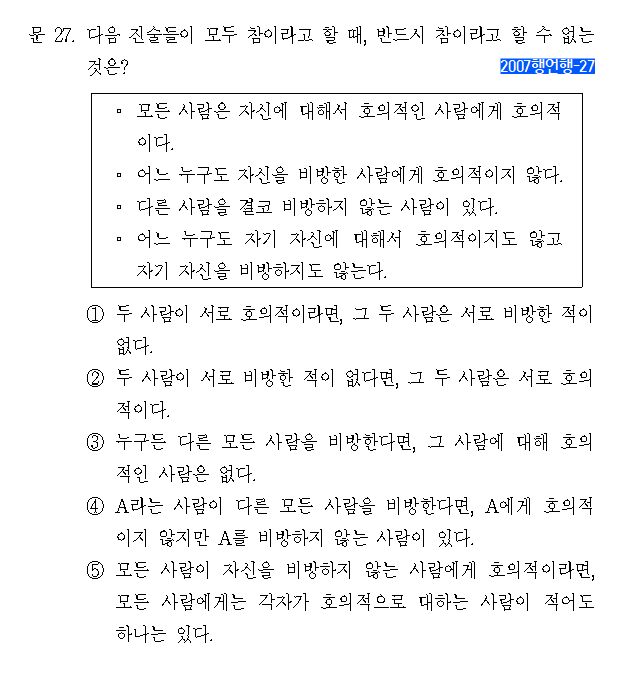 문 27. 다음 진술들이 모두 참이라고 할 때, 반드시 참이라고 할 수 없는
것은?
2007행언행-27
▫ 모든 사람은 자신에 대해서 호의적인 사람에게 호의적
이다.
▫ 어느 누구도 자신을 비방한 사람에게 호의적이지 않다.
▫ 다른 사람을 결코 비방하지 않는 사람이 있다.
▫ 어느 누구도 자기 자신에 대해서 호의적이지도 않고
자기 자신을 비방하지도 않는다.
① 두 사람이 서로 호의적이라면, 그 두 사람은 서로 비방한 적이
없다.
② 두 사람이 서로 비방한 적이 없다면, 그 두 사람은 서로 호의
적이다.
③ 누구든 다른 모든 사람을 비방한다면, 그 사람에 대해 호의
적인 사람은 없다.
④ A라는 사람이 다른 모든 사람을 비방한다면, A에게 호의적
이지 않지만 A를 비방하지 않는 사람이 있다.
⑤ 모든 사람이 자신을 비방하지 않는 사람에게 호의적이라면,
모든 사람에게는 각자가 호의적으로 대하는 사람이 적어도
하나는 있다.